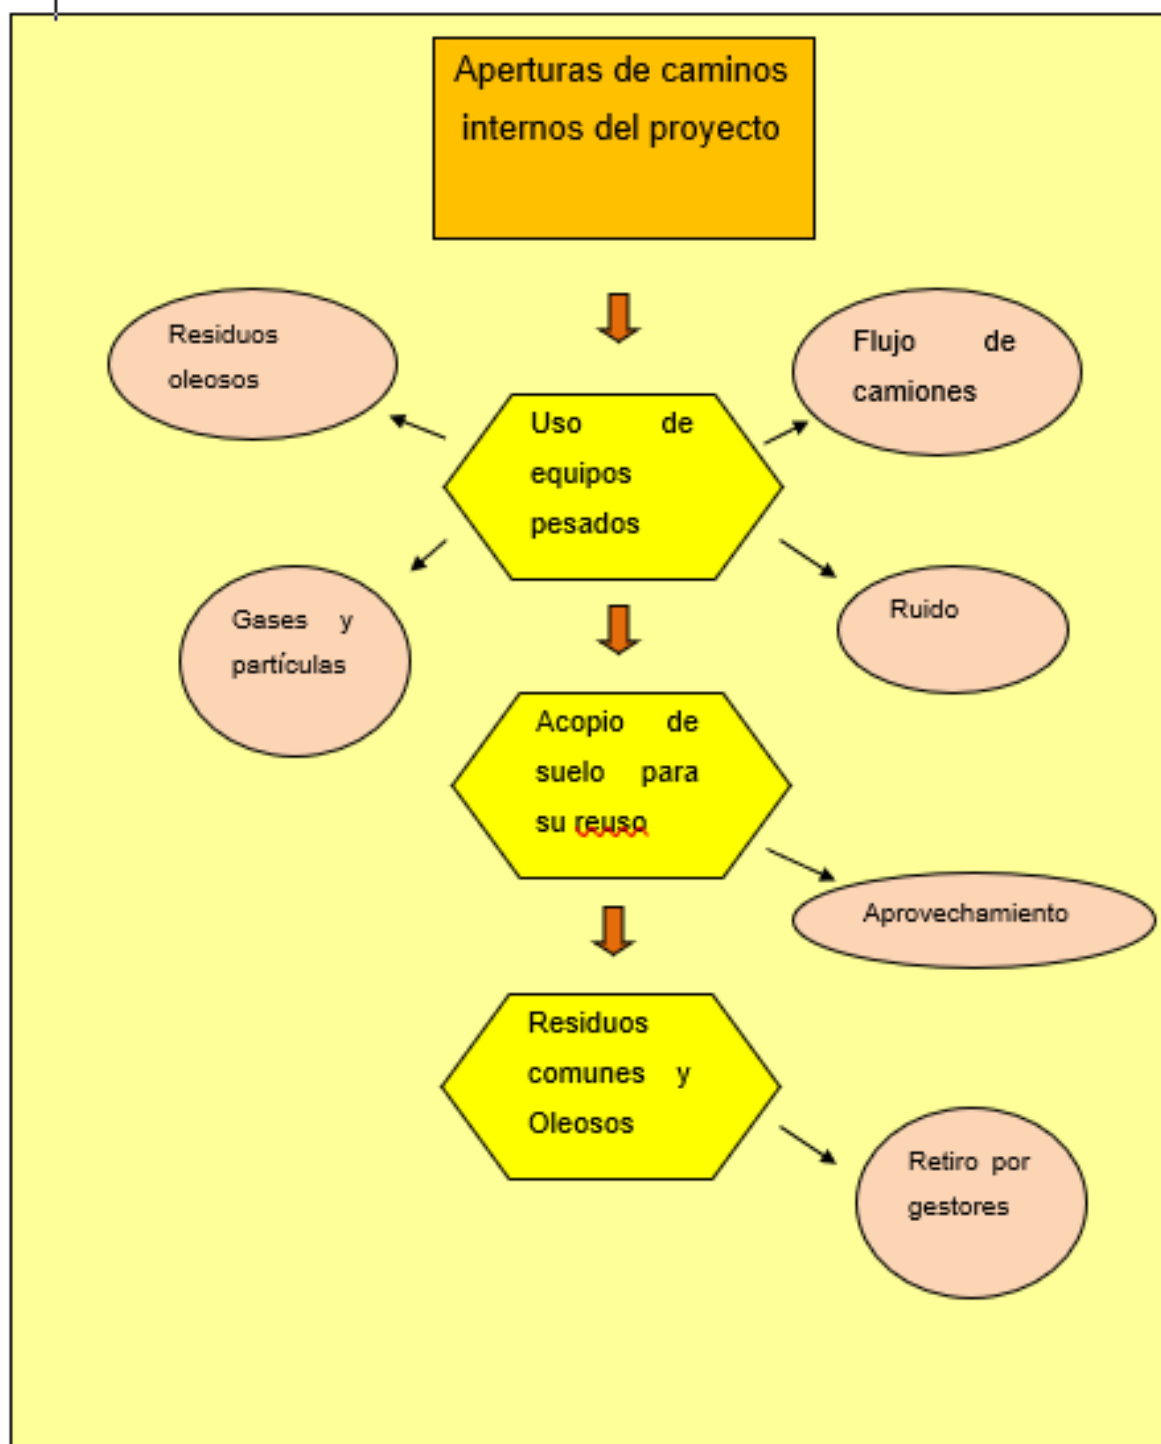 Aperturas de caminos
internos del proyecto
Residuos
oleosos
Flujo de
camiones
Uso de
equipos
pesados
Gases y
partículas
Ruido
Acopio de
suelo para
su reuso
Aprovechamiento
Residuos
comunes y
Oleosos
Retiro por
gestores